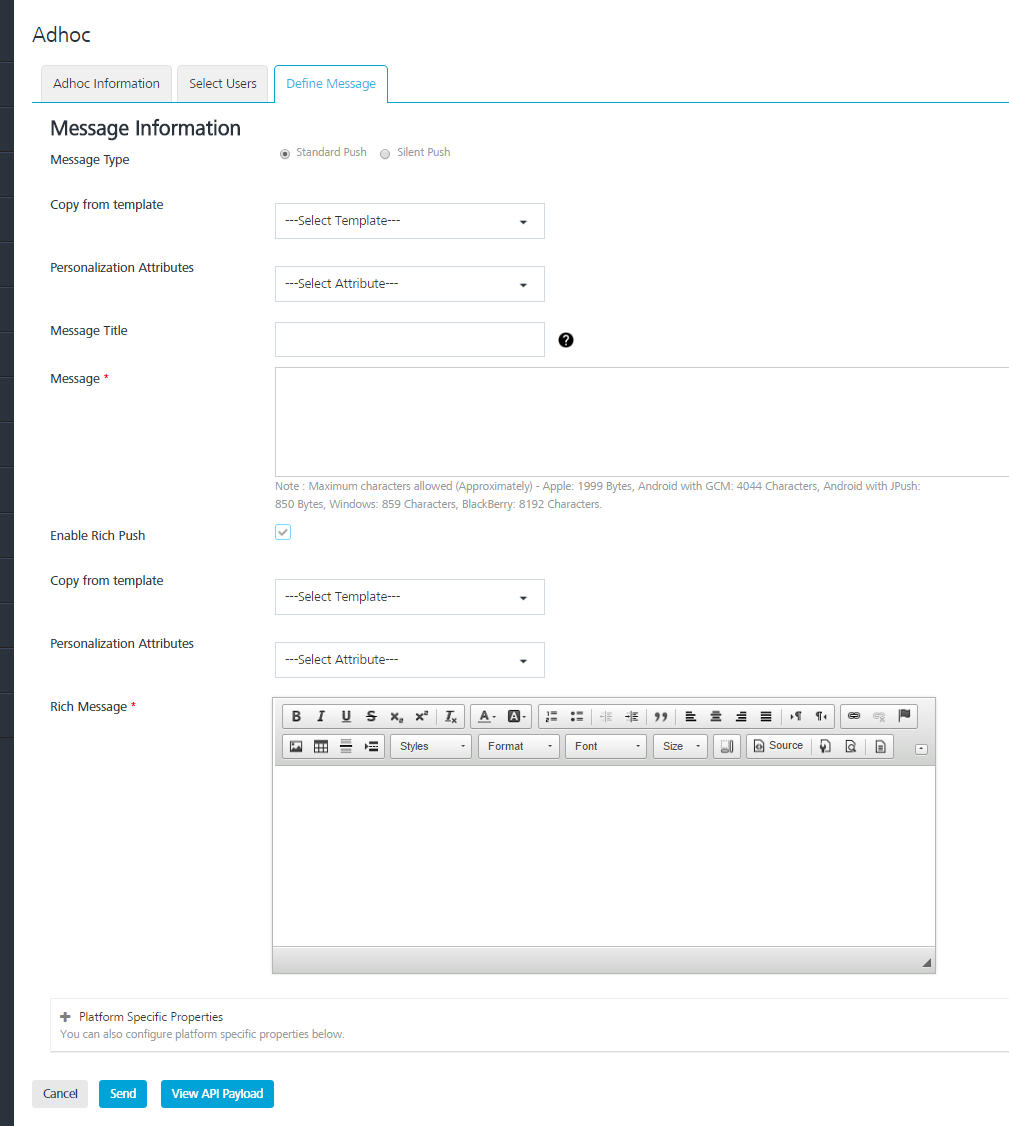 Adhoc
Adhoc Information Select Users Define Message
Message Information
Message Type Standard Push Silent Push
Copy from template
---Select Template---
Personalization Attributes
---Select Attribute---
Message Title
?
Message *
Note : Maximum characters allowed (Approximately) - Apple: 1999 Bytes, Android with GCM: 4044 Characters, Android with JPush:
850 Bytes, Windows: 859 Characters, BlackBerry: 8192 Characters.
Enable Rich Push
Copy from template
---Select Template---
Personalization Attributes
---Select Attribute---
Rich Message *
B I U S x₂ x² Ix A A
Styles Format Font Size Source
Platform Specific Properties
You can also configure platform specific properties below.
Cancel Send View API Payload